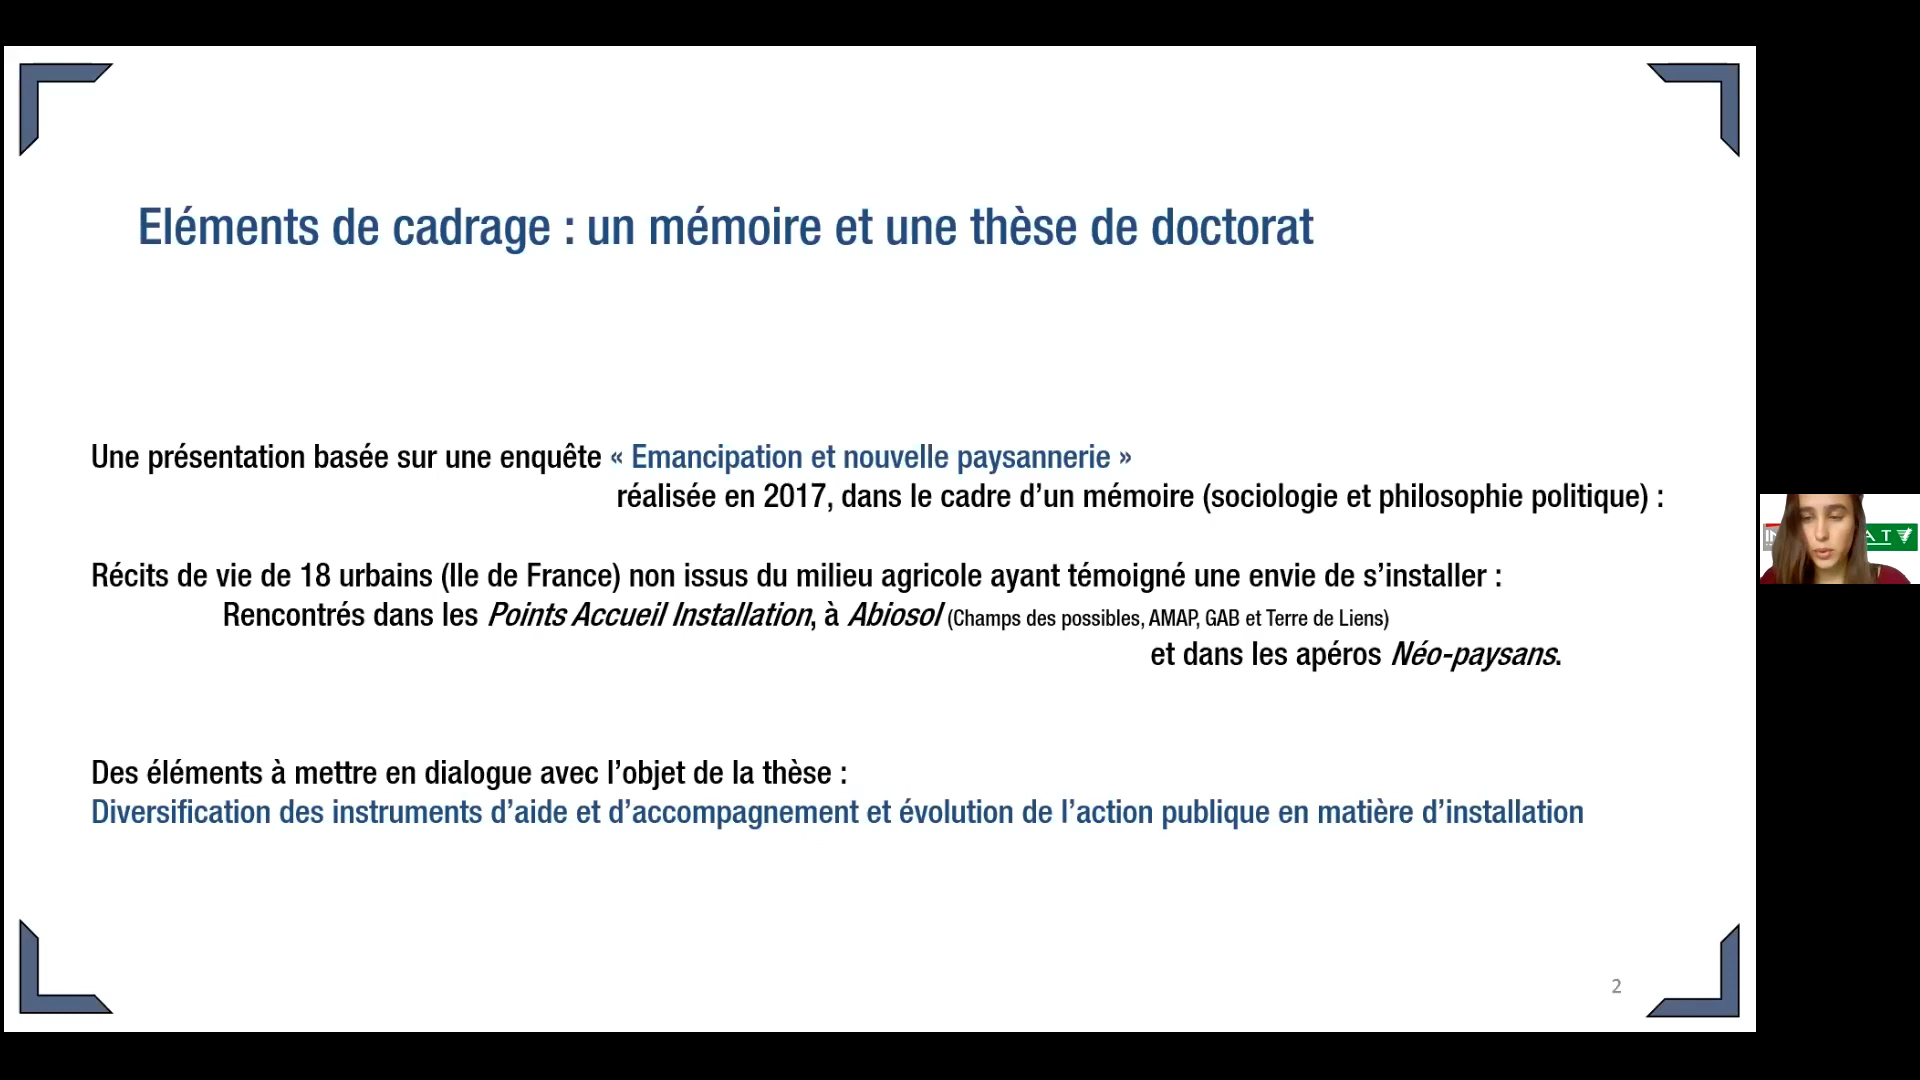 Eléments de cadrage : un mémoire et une thèse de doctorat
Une présentation basée sur une enquête « Emancipation et nouvelle paysannerie »
réalisée en 2017, dans le cadre d’un mémoire (sociologie et philosophie politique) :
Récits de vie de 18 urbains (Ile de France) non issus du milieu agricole ayant témoigné une envie de s’installer :
Rencontrés dans les Points Accueil Installation, à Abiosol (Champs des possibles, AMAP, GAB et Terre de Liens)
et dans les apéros Néo-paysans.
Des éléments à mettre en dialogue avec l’objet de la thèse :
Diversification des instruments d’aide et d’accompagnement et évolution de l’action publique en matière d’installation
2